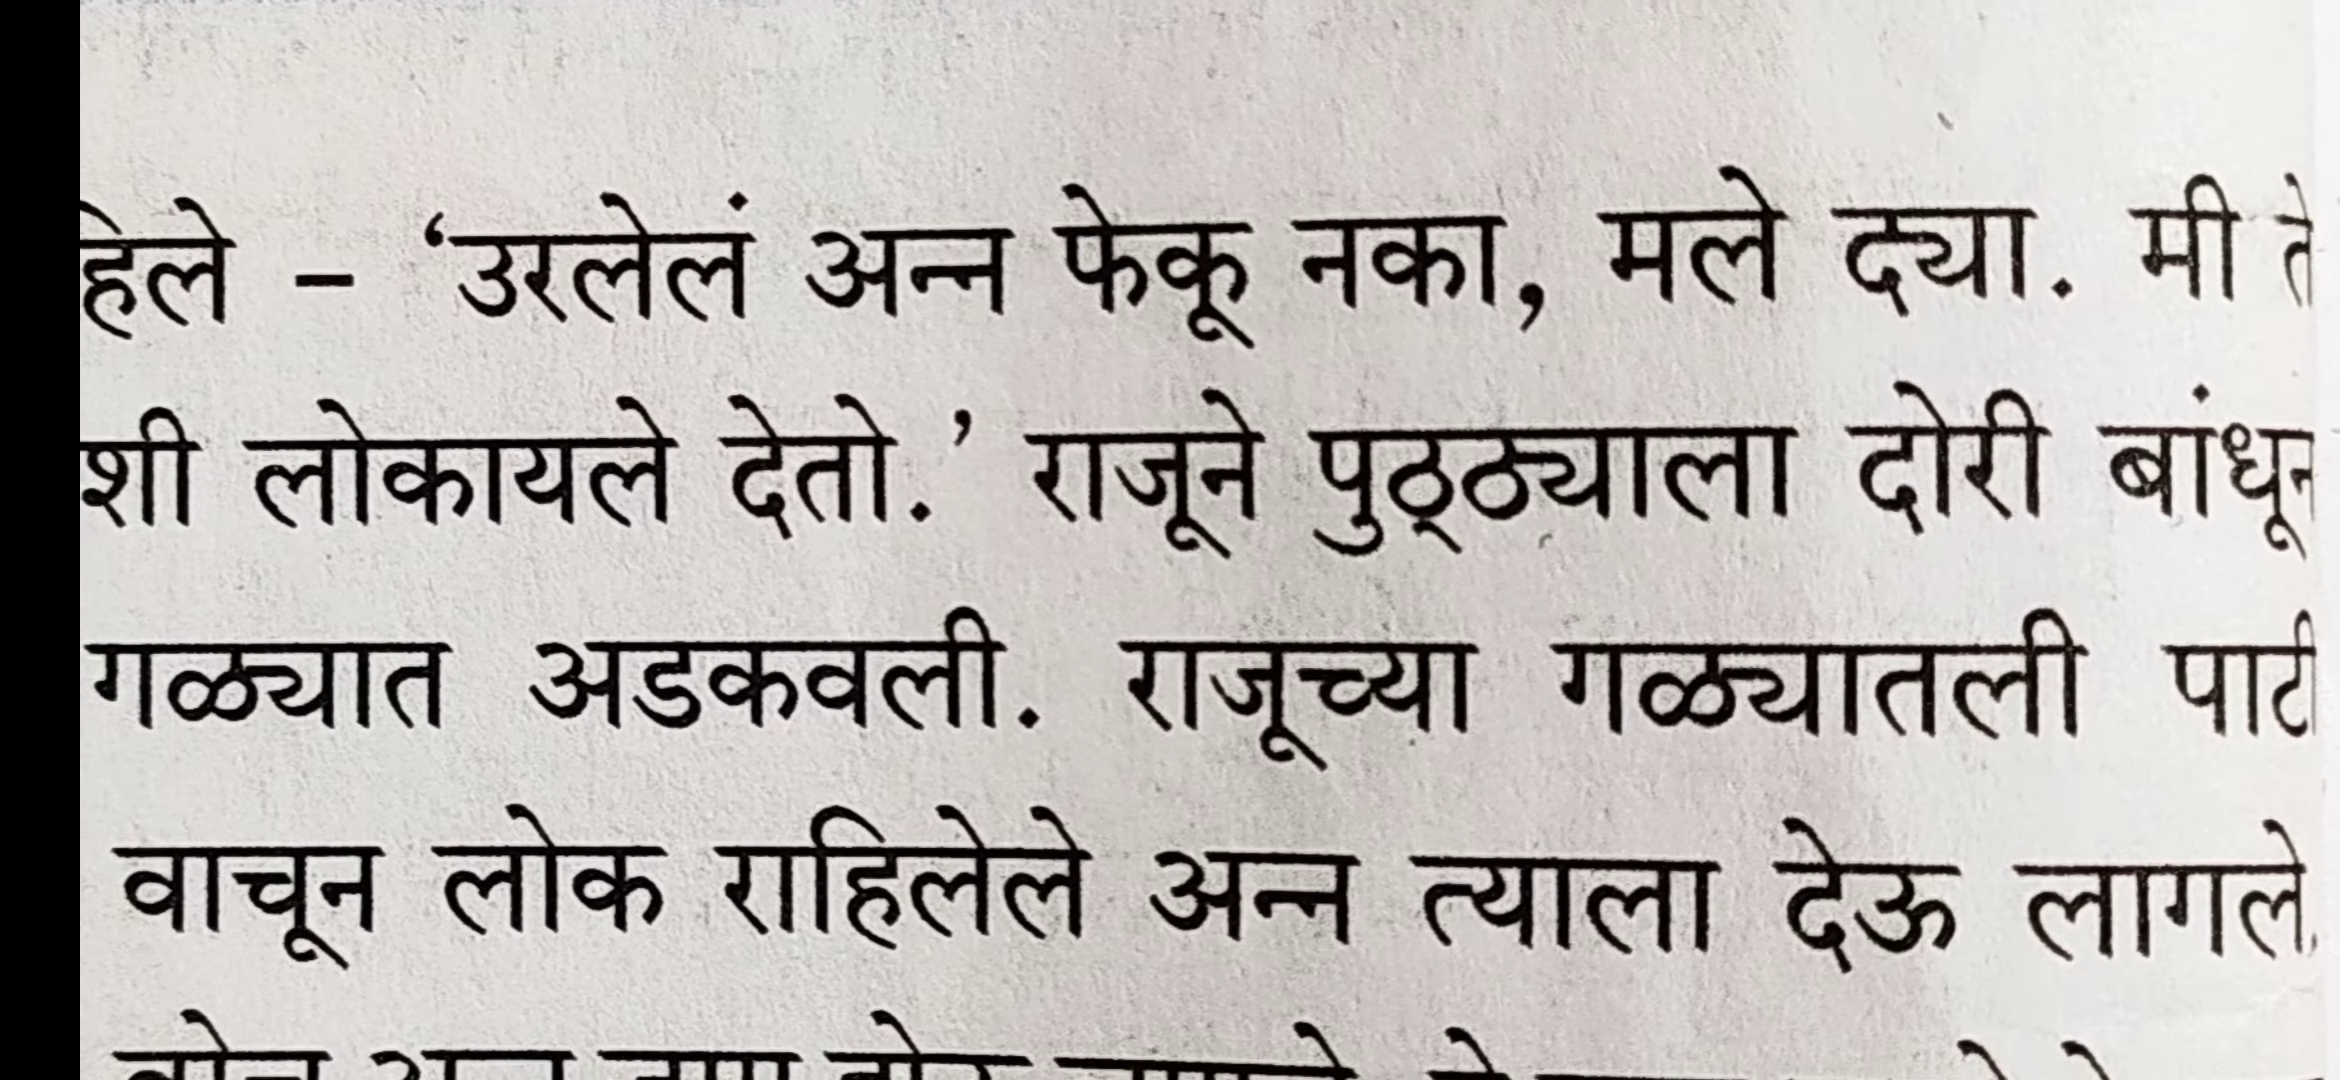 हिले – ‘उरलेलं अन्न फेकू नका, मले द्या. मी ते
शी लोकायले देतो.’ राजूने पुठ्ठ्याला दोरी बांधून
गळ्यात अडकवली. राजूच्या गळ्यातली पाटी
वाचून लोक राहिलेले अन्न त्याला देऊ लागले.